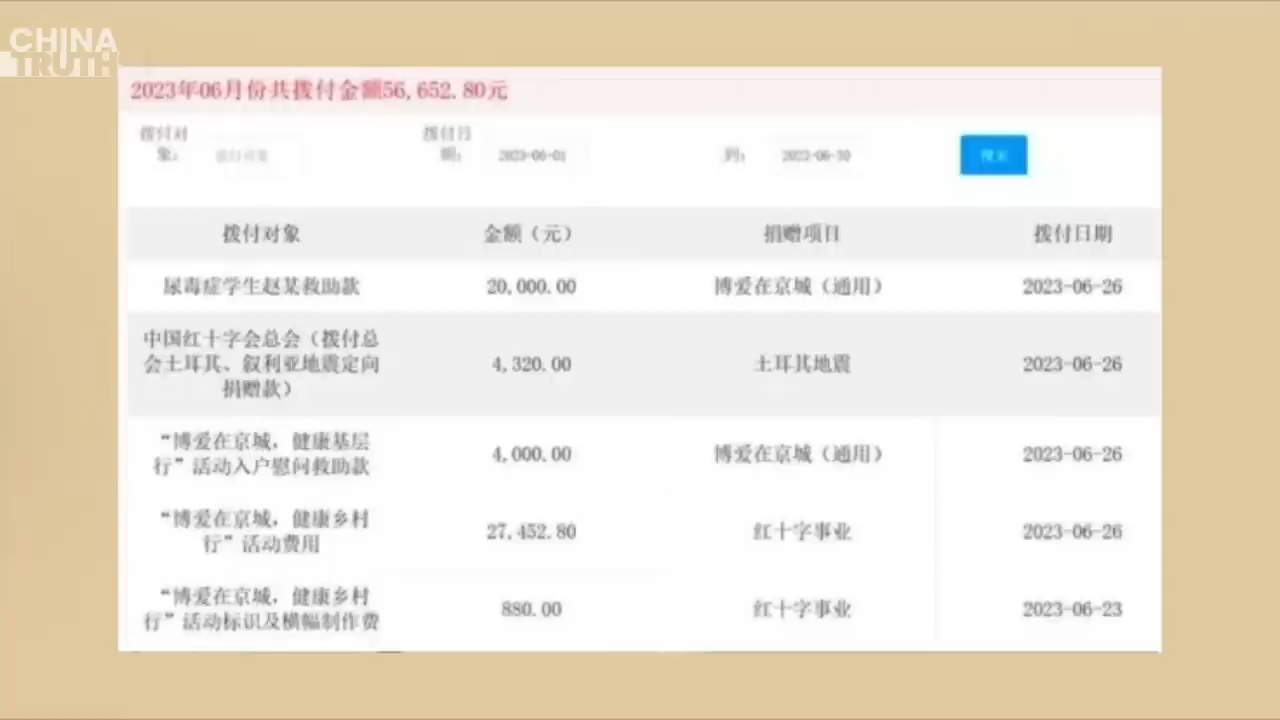 CHINA
TRUTH
2023年06月份共拨付金额56,652.80元
拨付对
象:
拨付日
期:
2023-06-01
到:
2023-06-30
搜索
拨付对象
金额（元）
捐赠项目
拨付日期
尿毒症学生赵某救助款
20,000.00
博爱在京城（通用）
2023-06-26
中国红十字会总会（拨付总
会土耳其、叙利亚地震定向
捐赠款）
4,320.00
土耳其地震
2023-06-26
“博爱在京城，健康基层
行”活动入户慰问救助款
4,000.00
博爱在京城（通用）
2023-06-26
“博爱在京城，健康乡村
行”活动费用
27,452.80
红十字事业
2023-06-26
“博爱在京城，健康乡村
行”活动标识及横幅制作费
880.00
红十字事业
2023-06-23